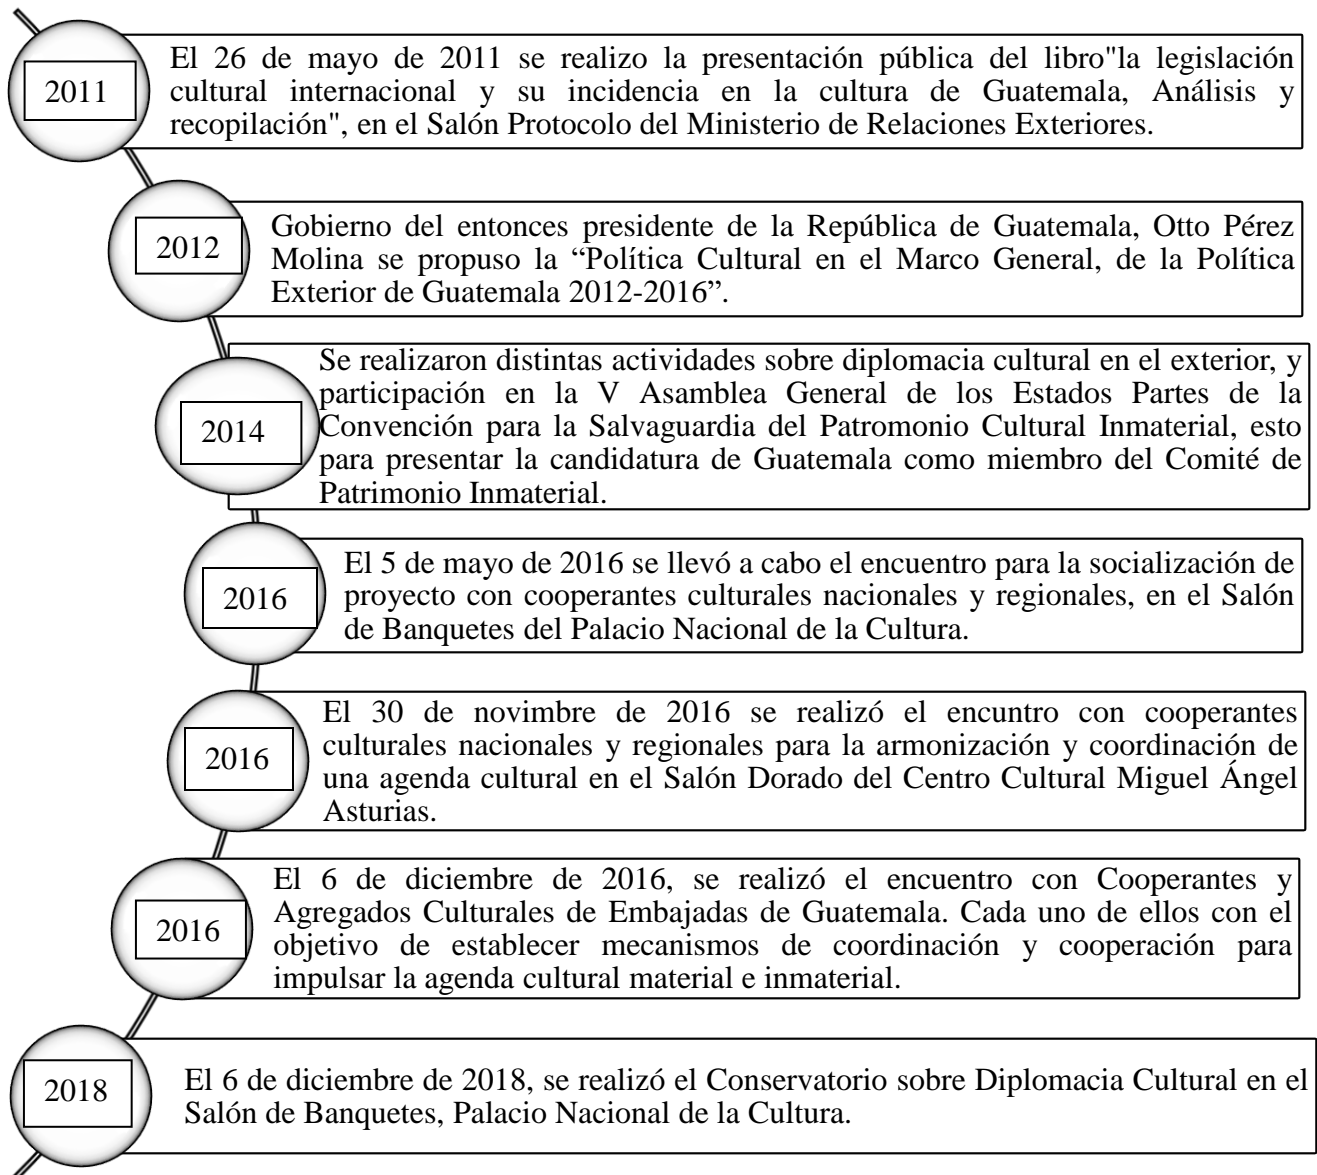 2011
El 26 de mayo de 2011 se realizo la presentación pública del libro"la legislación
cultural internacional y su incidencia en la cultura de Guatemala, Análisis y
recopilación", en el Salón Protocolo del Ministerio de Relaciones Exteriores.
2012
Gobierno del entonces presidente de la República de Guatemala, Otto Pérez
Molina se propuso la “Política Cultural en el Marco General, de la Política
Exterior de Guatemala 2012-2016”.
2014
Se realizaron distintas actividades sobre diplomacia cultural en el exterior, y
participación en la V Asamblea General de los Estados Partes de la
Convención para la Salvaguardia del Patromonio Cultural Inmaterial, esto
para presentar la candidatura de Guatemala como miembro del Comité de
Patrimonio Inmaterial.
2016
El 5 de mayo de 2016 se llevó a cabo el encuentro para la socialización de
proyecto con cooperantes culturales nacionales y regionales, en el Salón
de Banquetes del Palacio Nacional de la Cultura.
2016
El 30 de novimbre de 2016 se realizó el encuntro con cooperantes
culturales nacionales y regionales para la armonización y coordinación de
una agenda cultural en el Salón Dorado del Centro Cultural Miguel Ángel
Asturias.
2016
El 6 de diciembre de 2016, se realizó el encuentro con Cooperantes y
Agregados Culturales de Embajadas de Guatemala. Cada uno de ellos con el
objetivo de establecer mecanismos de coordinación y cooperación para
impulsar la agenda cultural material e inmaterial.
2018
El 6 de diciembre de 2018, se realizó el Conservatorio sobre Diplomacia Cultural en el
Salón de Banquetes, Palacio Nacional de la Cultura.